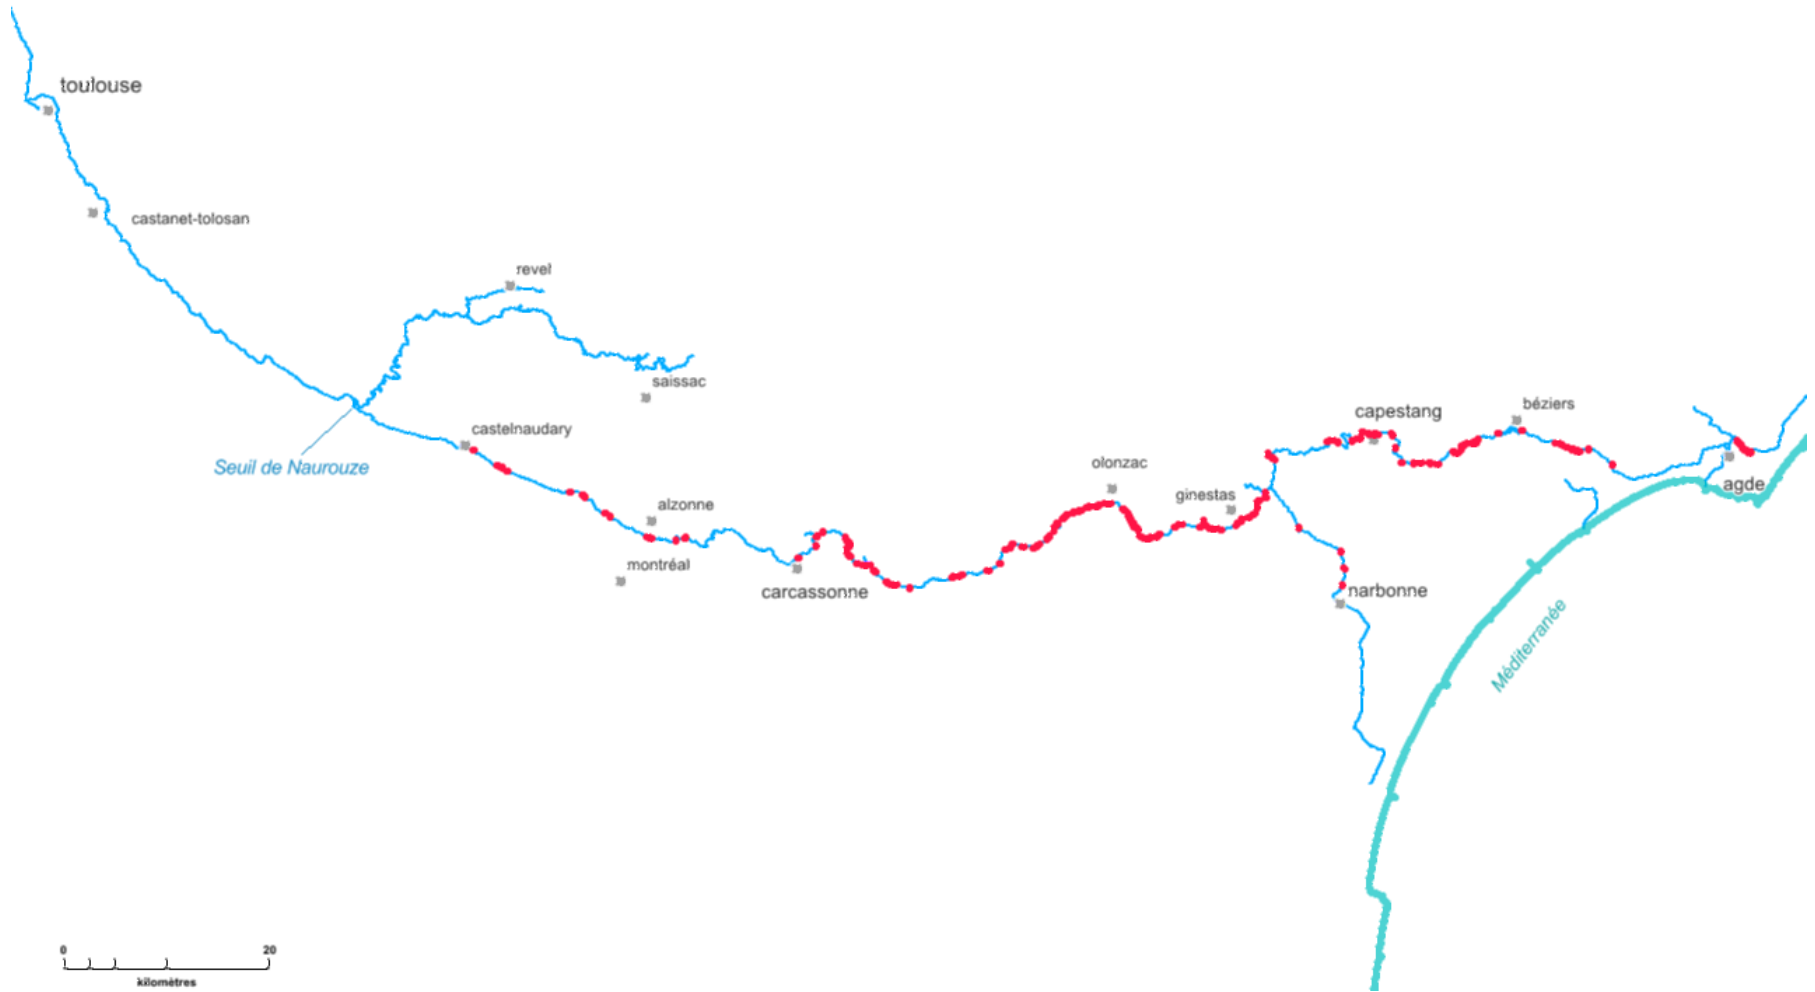 toulouse
castanet-tolosan
revel
saissac
castelnaudary
Seuil de Naurouze
alzonne
montréal
carcassonne
olonzac
ginestas
capestang
béziers
agde
narbonne
Méditerranée
0 20
kilomètres